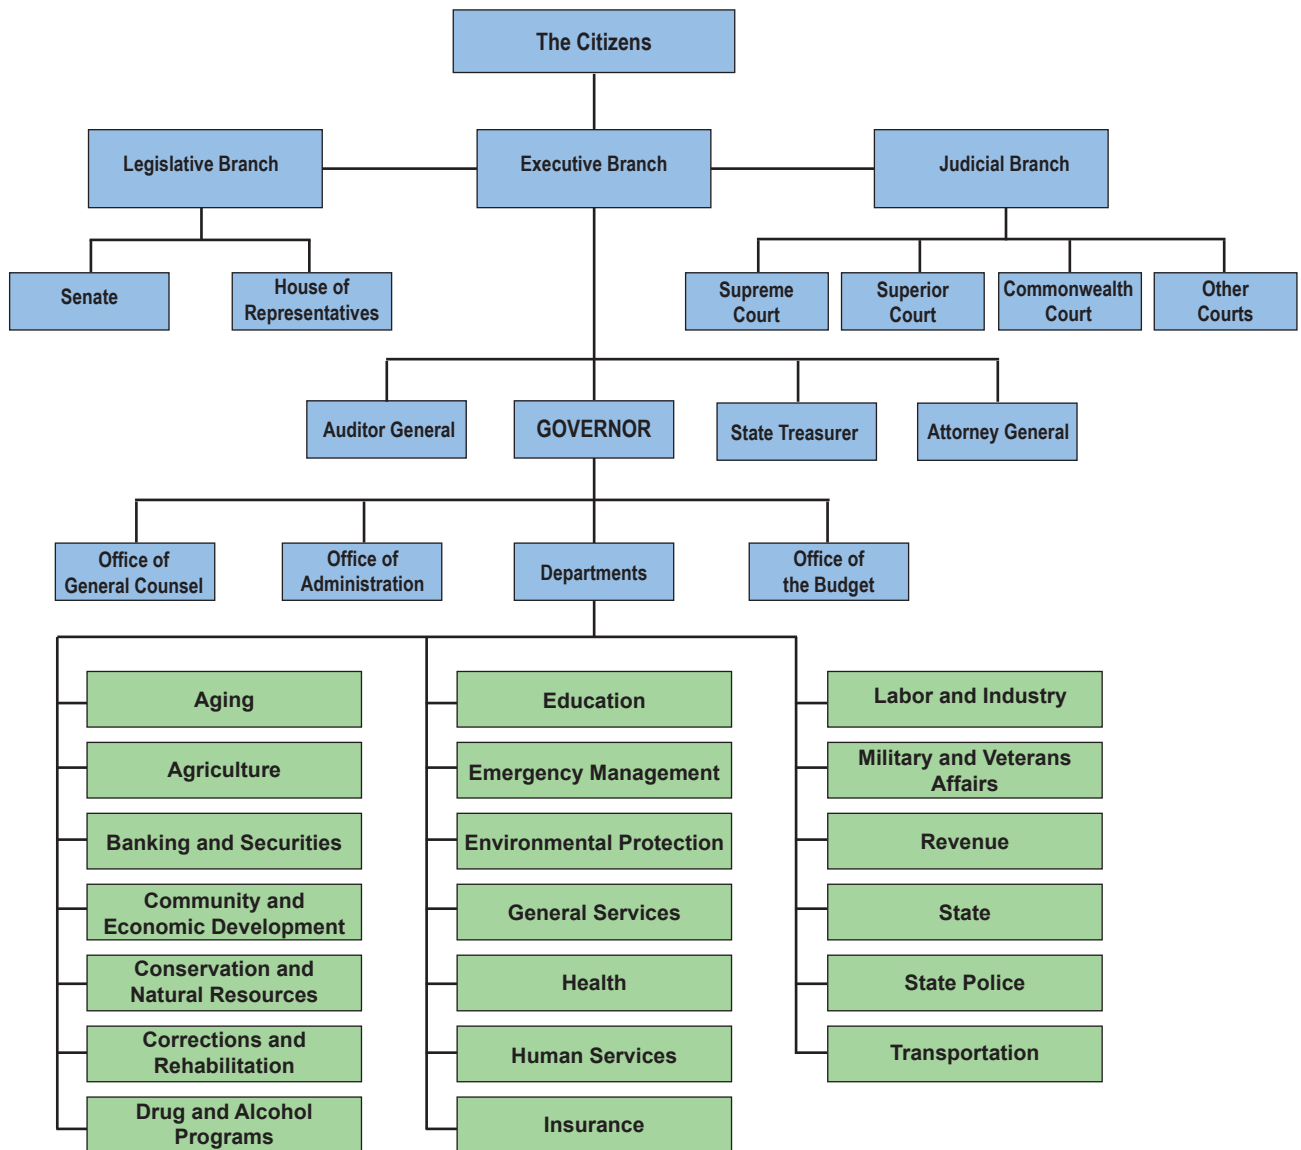 The Citizens
Legislative Branch
Executive Branch
Judicial Branch
Senate
House of
Representatives
Supreme
Court
Superior
Court
Commonwealth
Court
Other
Courts
Auditor General
GOVERNOR
State Treasurer
Attorney General
Office of
General Counsel
Office of
Administration
Departments
Office of
the Budget
Aging
Agriculture
Banking and Securities
Community and
Economic Development
Conservation and
Natural Resources
Corrections and
Rehabilitation
Drug and Alcohol
Programs
Education
Emergency Management
Environmental Protection
General Services
Health
Human Services
Insurance
Labor and Industry
Military and Veterans
Affairs
Revenue
State
State Police
Transportation